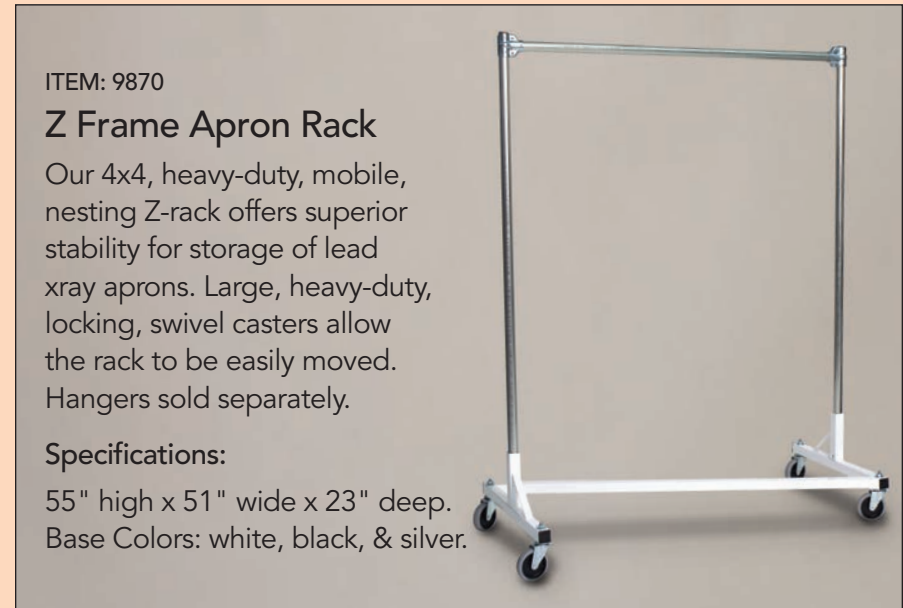 ITEM: 9870
Z Frame Apron Rack
Our 4x4, heavy-duty, mobile,
nesting Z-rack offers superior
stability for storage of lead
xray aprons. Large, heavy-duty,
locking, swivel casters allow
the rack to be easily moved.
Hangers sold separately.
Specifications:
55" high x 51" wide x 23" deep.
Base Colors: white, black, & silver.